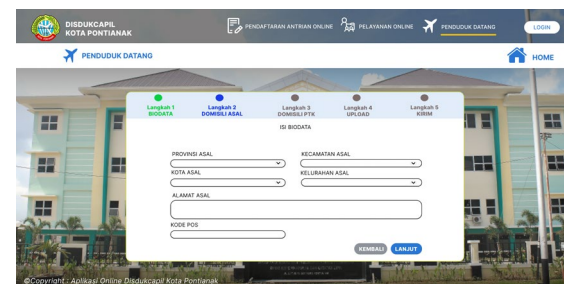 DISDUKCAPIL
KOTA PONTIANAK
PENDAFTARAN ANTRIAN ONLINE
PELAYANAN ONLINE
PENDUDUK DATANG
LOGIN
PENDUDUK DATANG
HOME
Langkah 1
BIODATA
Langkah 2
DOMISILI ASAL
Langkah 3
DOMISILI PTK
Langkah 4
UPLOAD
Langkah 5
KIRIM
ISI BIODATA
PROVINSI ASAL
KECAMATAN ASAL
KOTA ASAL
KELURAHAN ASAL
ALAMAT ASAL
KODE POS
KEMBALI
LANJUT
@Copyright : Aplikasi Online Disdukcapil Kota Pontianak